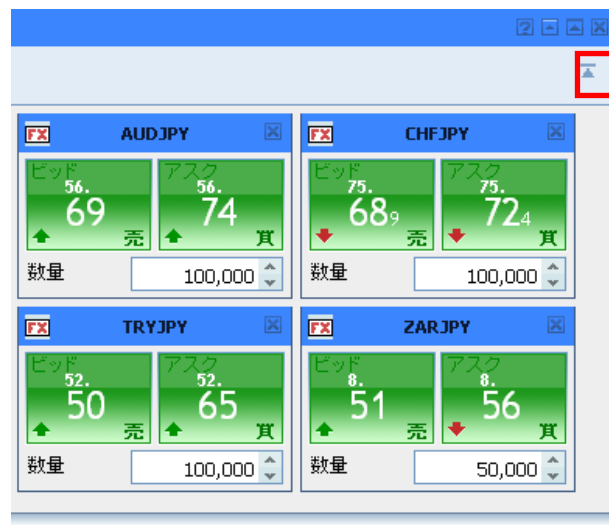 FX AUDJPY
ビッド アスク
56. 56.
69 74
売 買
数量 100,000
FX CHFJPY
ビッド アスク
75. 75.
689 724
売 買
数量 100,000
FX TRYJPY
ビッド アスク
52. 52.
50 65
売 買
数量 100,000
FX ZARJPY
ビッド アスク
8. 8.
51 56
売 買
数量 50,000